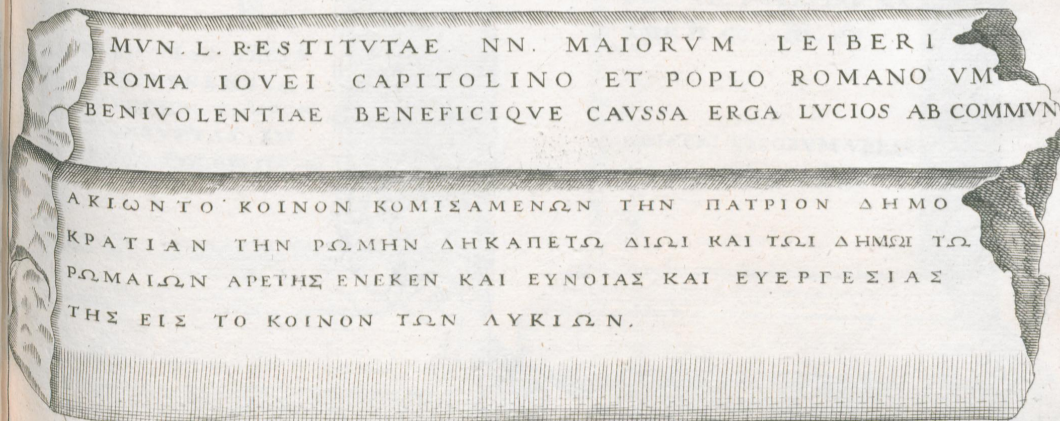 MVN. L. RESTITVTAE NN. MAIORVM LEIBERI
ROMA IOVEI CAPITOLINO ET POPLO ROMANO VM
BENIVOLENTIAE BENEFICIQVE CAVSSA ERGA LVCIOS AB COMMVN
ΑΚΙΩΝ ΤΟ ΚΟΙΝΟΝ ΚΟΜΙΣΑΜΕΝΩΝ ΤΗΝ ΠΑΤΡΙΟΝ ΔΗΜΟ
ΚΡΑΤΙΑΝ ΤΗΝ ΡΩΜΗΝ ΔΗΚΑΠΕΤΩ ΔΙΩΙ ΚΑΙ ΤΩΙ ΔΗΜΩΙ ΤΩ
ΡΩΜΑΙΩΝ ΑΡΕΤΗΣ ΕΝΕΚΕΝ ΚΑΙ ΕΥΝΟΙΑΣ ΚΑΙ ΕΥΕΡΓΕΣΙΑΣ
ΤΗΣ ΕΙΣ ΤΟ ΚΟΙΝΟΝ ΤΩΝ ΛΥΚΙΩΝ.